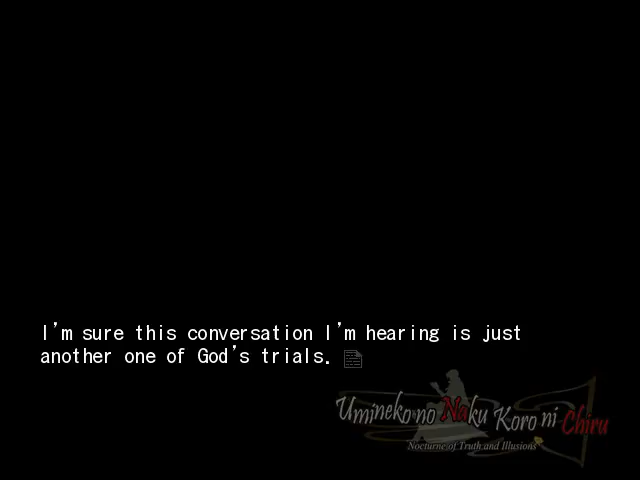 I'm sure this conversation I'm hearing is just
another one of God's trials.
Umineko no Naku Koro ni Chiru
Nocturne of Truth and Illusions